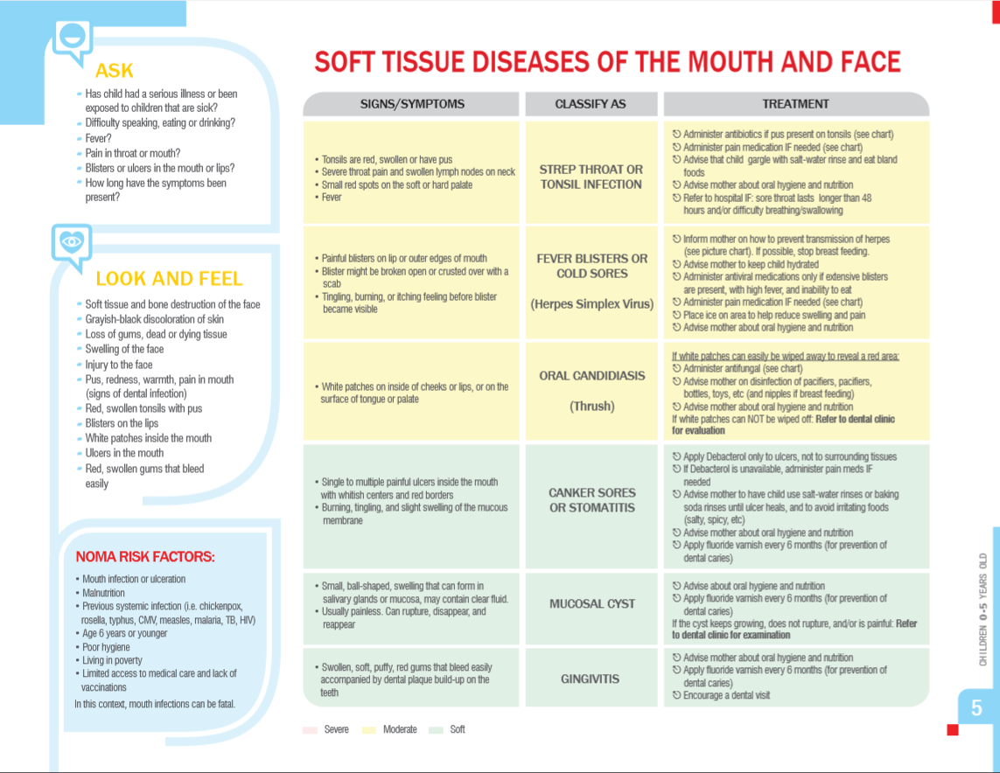 ASK
Has child had a serious illness or been
exposed to children that are sick?
Difficulty speaking, eating or drinking?
Fever?
Pain in throat or mouth?
Blisters or ulcers in the mouth or lips?
How long have the symptoms been
present?
LOOK AND FEEL
Soft tissue and bone destruction of the face
Grayish-black discoloration of skin
Loss of gums, dead or dying tissue
Swelling of the face
Injury to the face
Pus, redness, warmth, pain in mouth
(signs of dental infection)
Red, swollen tonsils with pus
Blisters on the lips
White patches inside the mouth
Ulcers in the mouth
Red, swollen gums that bleed
easily
NOMA RISK FACTORS:
• Mouth infection or ulceration
• Malnutrition
• Previous systemic infection (i.e. chickenpox,
rosella, typhus, CMV, measles, malaria, TB, HIV)
• Age 6 years or younger
• Poor hygiene
• Living in poverty
• Limited access to medical care and lack of
vaccinations
In this context, mouth infections can be fatal.
SOFT TISSUE DISEASES OF THE MOUTH AND FACE
SIGNS/SYMPTOMS
CLASSIFY AS
TREATMENT
• Tonsils are red, swollen or have pus
• Severe throat pain and swollen lymph nodes on neck
• Small red spots on the soft or hard palate
• Fever
STREP THROAT OR
TONSIL INFECTION
Administer antibiotics if pus present on tonsils (see chart)
Administer pain medication IF needed (see chart)
Advise that child gargle with salt-water rinse and eat bland
foods
Advise mother about oral hygiene and nutrition
Refer to hospital IF: sore throat lasts longer than 48
hours and/or difficulty breathing/swallowing
• Painful blisters on lip or outer edges of mouth
• Blister might be broken open or crusted over with a
scab
• Tingling, burning, or itching feeling before blister
became visible
FEVER BLISTERS OR
COLD SORES
(Herpes Simplex Virus)
Inform mother on how to prevent transmission of herpes
(see picture chart). If possible, stop breast feeding.
Advise mother to keep child hydrated
Administer antiviral medications only if extensive blisters
are present, with high fever, and inability to eat
Administer pain medication IF needed (see chart)
Place ice on area to help reduce swelling and pain
Advise mother about oral hygiene and nutrition
• White patches on inside of cheeks or lips, or on the
surface of tongue or palate
ORAL CANDIDIASIS
(Thrush)
If white patches can easily be wiped away to reveal a red area:
Administer antifungal (see chart)
Advise mother on disinfection of pacifiers, pacifiers,
bottles, toys, etc (and nipples if breast feeding)
Advise mother about oral hygiene and nutrition
If white patches can NOT be wiped off: Refer to dental clinic
for evaluation
• Single to multiple painful ulcers inside the mouth
with whitish centers and red borders
• Burning, tingling, and slight swelling of the mucous
membrane
CANKER SORES
OR STOMATITIS
Apply Debacterol only to ulcers, not to surrounding tissues
If Debacterol is unavailable, administer pain meds IF
needed
Advise mother to have child use salt-water rinses or baking
soda rinses until ulcer heals, and to avoid irritating foods
(salty, spicy, etc)
Advise mother about oral hygiene and nutrition
Apply fluoride varnish every 6 months (for prevention of
dental caries)
• Small, ball-shaped, swelling that can form in
salivary glands or mucosa, may contain clear fluid.
• Usually painless. Can rupture, disappear, and
reappear
MUCOSAL CYST
Advise about oral hygiene and nutrition
Apply fluoride varnish every 6 months (for prevention of
dental caries)
If the cyst keeps growing, does not rupture, and/or is painful: Refer
to dental clinic for examination
• Swollen, soft, puffy, red gums that bleed easily
accompanied by dental plaque build-up on the
teeth
GINGIVITIS
Advise mother about oral hygiene and nutrition
Apply fluoride varnish every 6 months (for prevention of
dental caries)
Encourage a dental visit
Severe
Moderate
Soft
CHILDREN 0-5 YEARS OLD
5